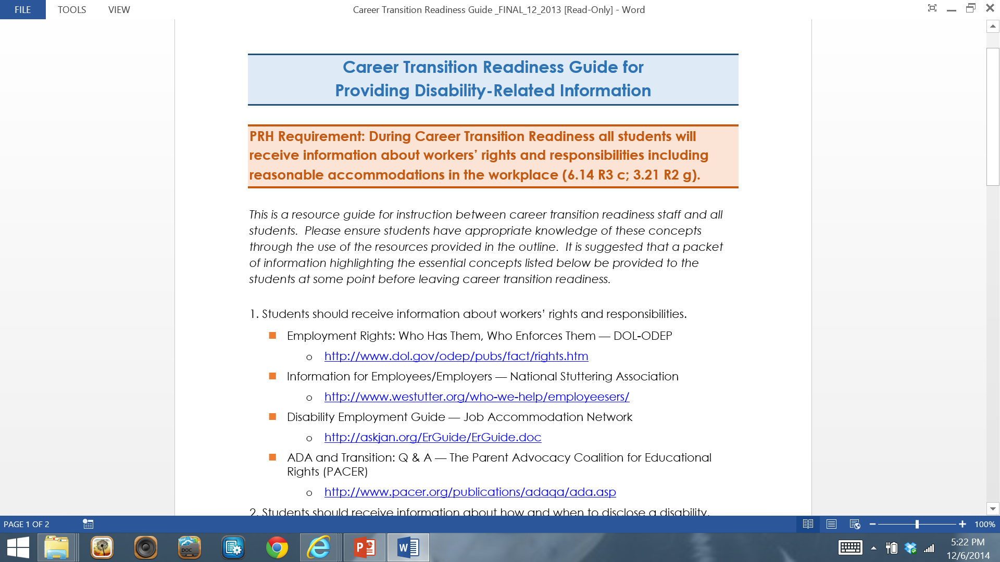 FILE TOOLS VIEW Career Transition Readiness Guide _FINAL_12_2013 [Read-Only] - Word
Career Transition Readiness Guide for
Providing Disability-Related Information
PRH Requirement: During Career Transition Readiness all students will
receive information about workers’ rights and responsibilities including
reasonable accommodations in the workplace (6.14 R3 c; 3.21 R2 g).
This is a resource guide for instruction between career transition readiness staff and all
students.  Please ensure students have appropriate knowledge of these concepts
through the use of the resources provided in the outline.  It is suggested that a packet
of information highlighting the essential concepts listed below be provided to the
students at some point before leaving career transition readiness.
1. Students should receive information about workers’ rights and responsibilities.
Employment Rights: Who Has Them, Who Enforces Them — DOL-ODEP
o http://www.dol.gov/odep/pubs/fact/rights.htm
Information for Employees/Employers — National Stuttering Association
o http://www.westutter.org/who-we-help/employeesers/
Disability Employment Guide — Job Accommodation Network
o http://askjan.org/ErGuide/ErGuide.doc
ADA and Transition: Q & A — The Parent Advocacy Coalition for Educational
Rights (PACER)
o http://www.pacer.org/publications/adaqa/ada.asp
2. Students should receive information about how and when to disclose a disability.
PAGE 1 OF 2 100%
DOC
P
W
5:22 PM
12/6/2014